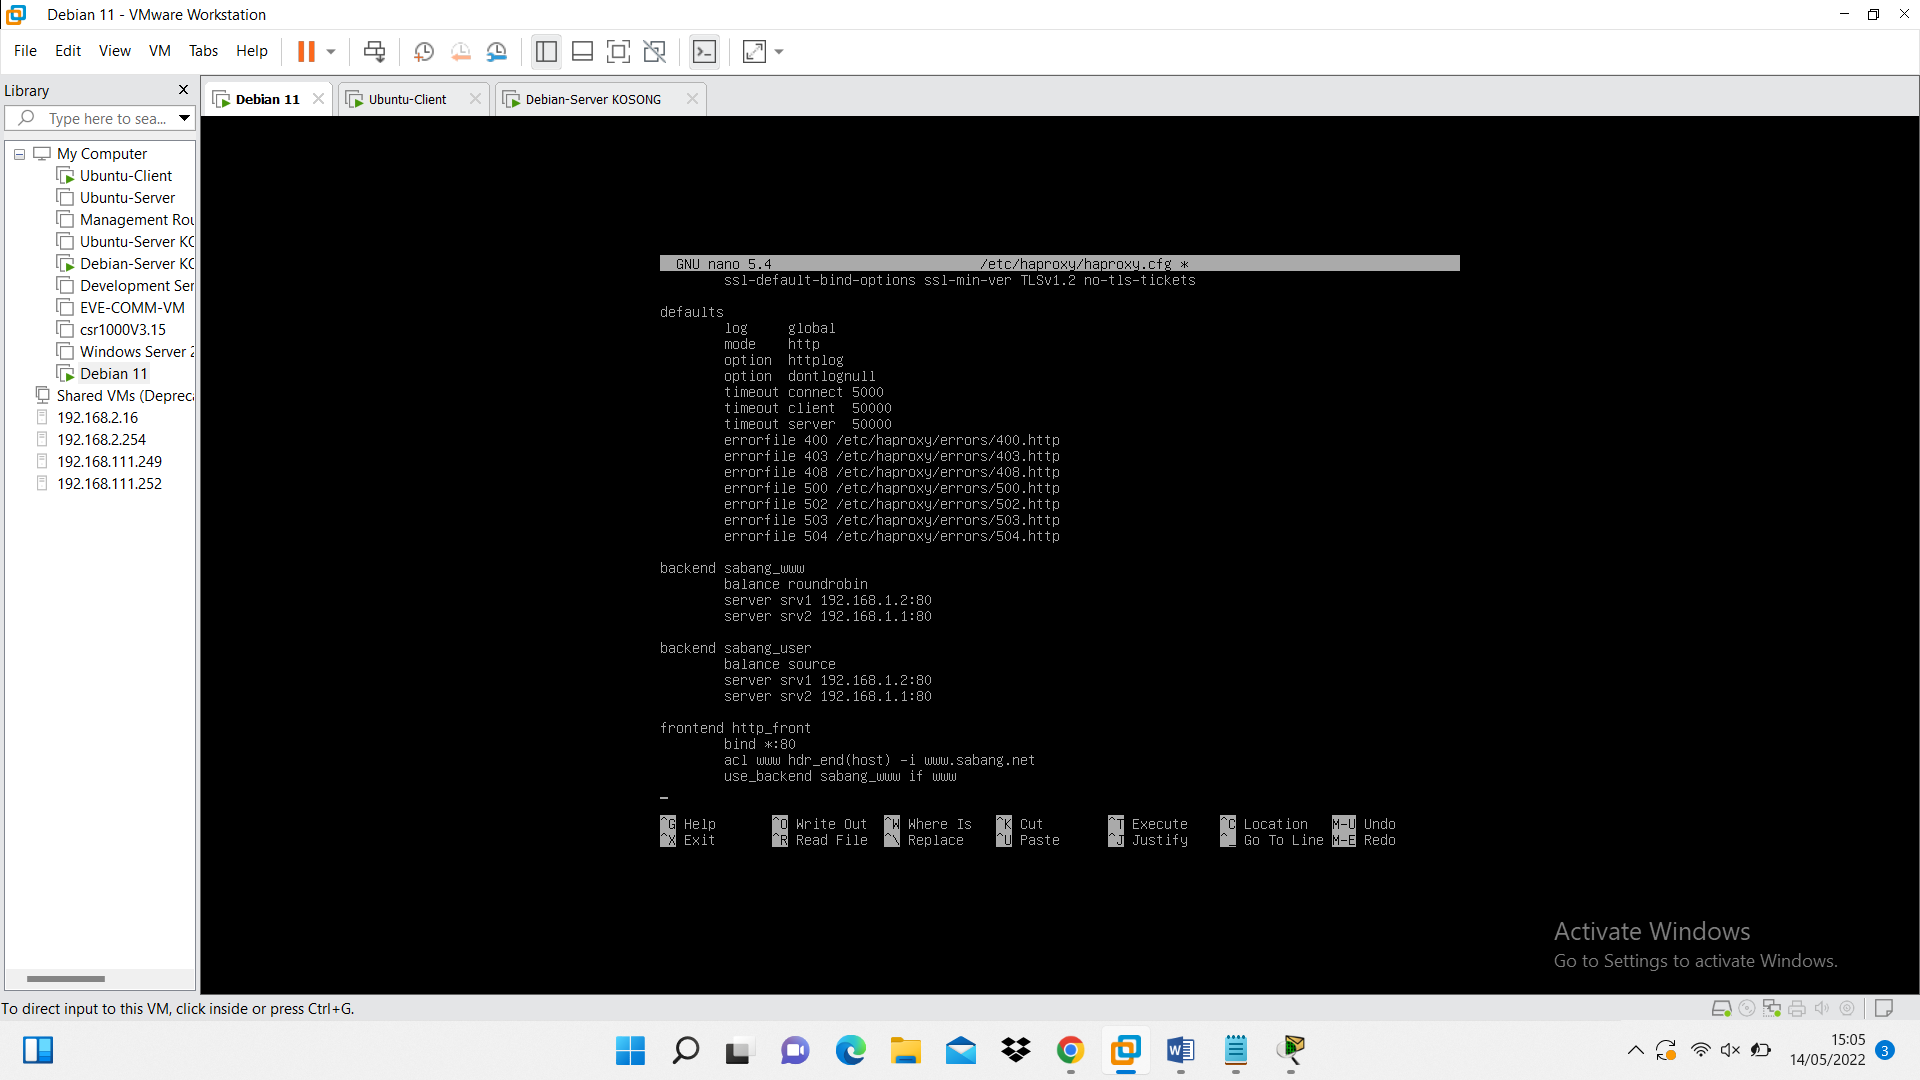 Debian 11 - VMware Workstation
File Edit View VM Tabs Help
Library
Type here to sea...
My Computer
Ubuntu-Client
Ubuntu-Server
Management Rou
Ubuntu-Server KO
Debian-Server KO
Development Ser
EVE-COMM-VM
csr1000V3.15
Windows Server 2
Debian 11
Shared VMs (Depreca
192.168.2.16
192.168.2.254
192.168.111.249
192.168.111.252
Debian 11
Ubuntu-Client
Debian-Server KOSONG
GNU nano 5.4 /etc/haproxy/haproxy.cfg *
ssl-default-bind-options ssl-min-ver TLSv1.2 no-tls-tickets
defaults
log global
mode http
option httplog
option dontlognull
timeout connect 5000
timeout client 50000
timeout server 50000
errorfile 400 /etc/haproxy/errors/400.http
errorfile 403 /etc/haproxy/errors/403.http
errorfile 408 /etc/haproxy/errors/408.http
errorfile 500 /etc/haproxy/errors/500.http
errorfile 502 /etc/haproxy/errors/502.http
errorfile 503 /etc/haproxy/errors/503.http
errorfile 504 /etc/haproxy/errors/504.http
backend sabang_www
balance roundrobin
server srv1 192.168.1.2:80
server srv2 192.168.1.1:80
backend sabang_user
balance source
server srv1 192.168.1.2:80
server srv2 192.168.1.1:80
frontend http_front
bind *:80
acl www hdr_end(host) -i www.sabang.net
use_backend sabang_www if www
^G Help ^O Write Out ^W Where Is ^K Cut ^T Execute ^C Location M-U Undo
^X Exit ^R Read File ^\ Replace ^U Paste ^J Justify ^_ Go To Line M-E Redo
Activate Windows
Go to Settings to activate Windows.
To direct input to this VM, click inside or press Ctrl+G.
15:05
14/05/2022
3